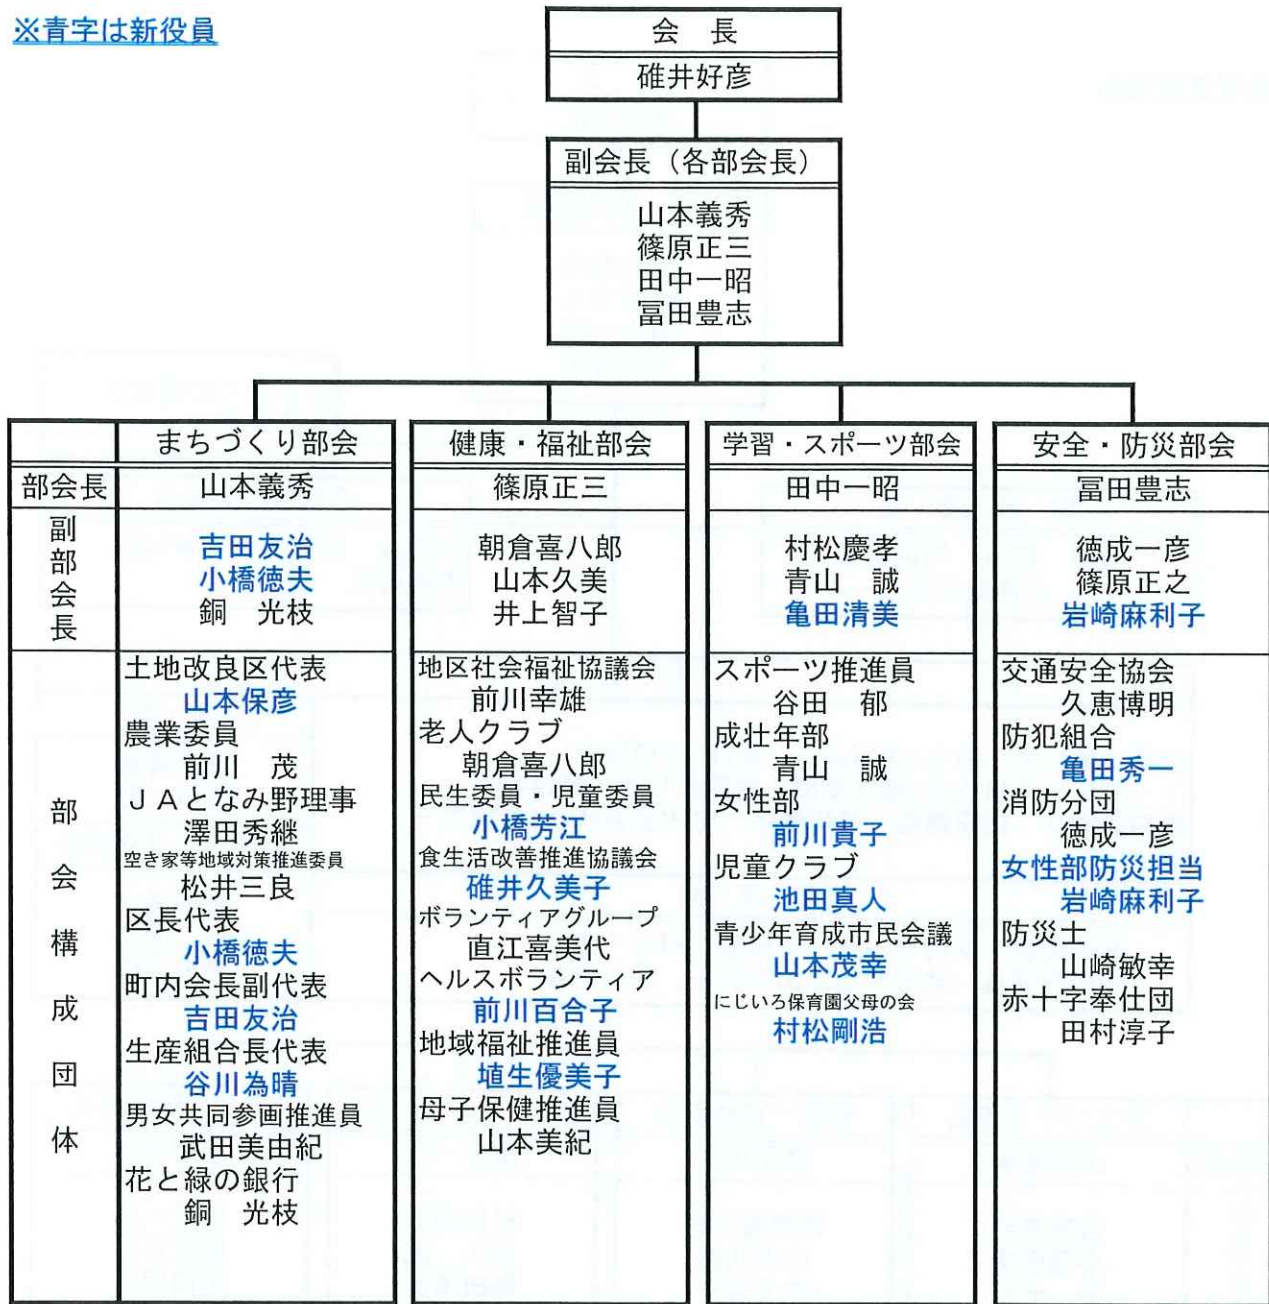 ※青字は新役員
会　長
碓井好彦
副会長（各部会長）
山本義秀
篠原正三
田中一昭
冨田豊志
まちづくり部会
部会長
山本義秀
副部会長
吉田友治
小橋徳夫
銅　光枝
部会構成団体
土地改良区代表
山本保彦
農業委員
前川　茂
ＪＡとなみ野理事
澤田秀継
空き家等地域対策推進委員
松井三良
区長代表
小橋徳夫
町内会長副代表
吉田友治
生産組合長代表
谷川為晴
男女共同参画推進員
武田美由紀
花と緑の銀行
銅　光枝
健康・福祉部会
篠原正三
朝倉喜八郎
山本久美
井上智子
地区社会福祉協議会
前川幸雄
老人クラブ
朝倉喜八郎
民生委員・児童委員
小橋芳江
食生活改善推進協議会
碓井久美子
ボランティアグループ
直江喜美代
ヘルスボランティア
前川百合子
地域福祉推進員
埴生優美子
母子保健推進員
山本美紀
学習・スポーツ部会
田中一昭
村松慶孝
青山　誠
亀田清美
スポーツ推進員
谷田　郁
成壮年部
青山　誠
女性部
前川貴子
児童クラブ
池田真人
青少年育成市民会議
山本茂幸
にじいろ保育園父母の会
村松剛浩
安全・防災部会
冨田豊志
徳成一彦
篠原正之
岩崎麻利子
交通安全協会
久恵博明
防犯組合
亀田秀一
消防分団
徳成一彦
女性部防災担当
岩崎麻利子
防災士
山崎敏幸
赤十字奉仕団
田村淳子